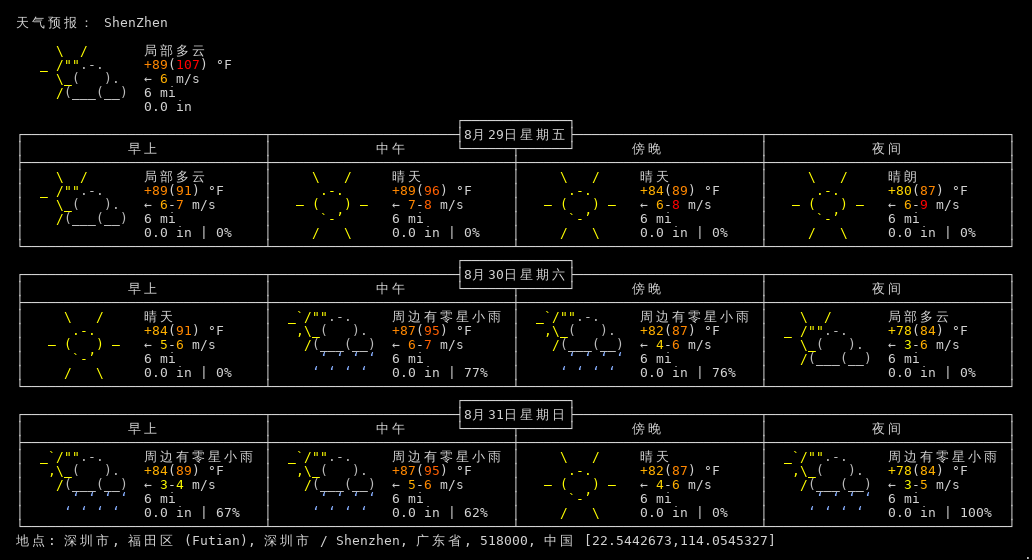 天气预报： ShenZhen
局部多云
+89(107) °F
← 6 m/s
6 mi
0.0 in
8月29日星期五
早上 中午 傍晚 夜间
局部多云 晴天 晴天 晴朗
+89(91) °F +89(96) °F +84(89) °F +80(87) °F
← 6-7 m/s ← 7-8 m/s ← 6-8 m/s ← 6-9 m/s
6 mi 6 mi 6 mi 6 mi
0.0 in | 0% 0.0 in | 0% 0.0 in | 0% 0.0 in | 0%
8月30日星期六
早上 中午 傍晚 夜间
晴天 周边有零星小雨 周边有零星小雨 局部多云
+84(91) °F +87(95) °F +82(87) °F +78(84) °F
← 5-6 m/s ← 6-7 m/s ← 4-6 m/s ← 3-6 m/s
6 mi 6 mi 6 mi 6 mi
0.0 in | 0% 0.0 in | 77% 0.0 in | 76% 0.0 in | 0%
8月31日星期日
早上 中午 傍晚 夜间
周边有零星小雨 周边有零星小雨 晴天 周边有零星小雨
+84(89) °F +87(95) °F +82(87) °F +78(84) °F
← 3-4 m/s ← 5-6 m/s ← 4-6 m/s ← 3-5 m/s
6 mi 6 mi 6 mi 6 mi
0.0 in | 67% 0.0 in | 62% 0.0 in | 0% 0.0 in | 100%
地点: 深圳市, 福田区 (Futian), 深圳市 / Shenzhen, 广东省, 518000, 中国 [22.5442673,114.0545327]